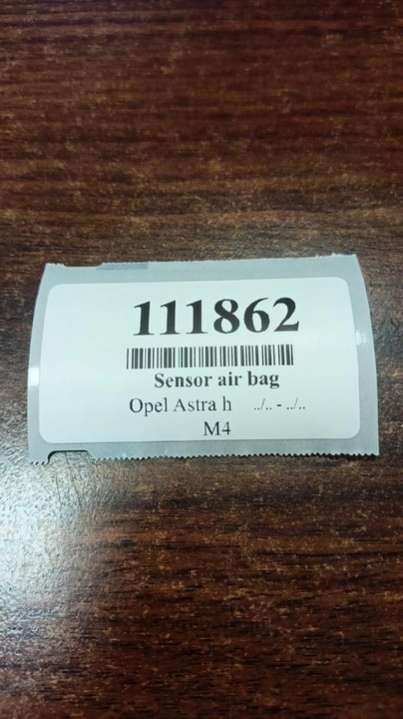 111862
Sensor air bag
Opel Astra h ../.. - ../..
M4